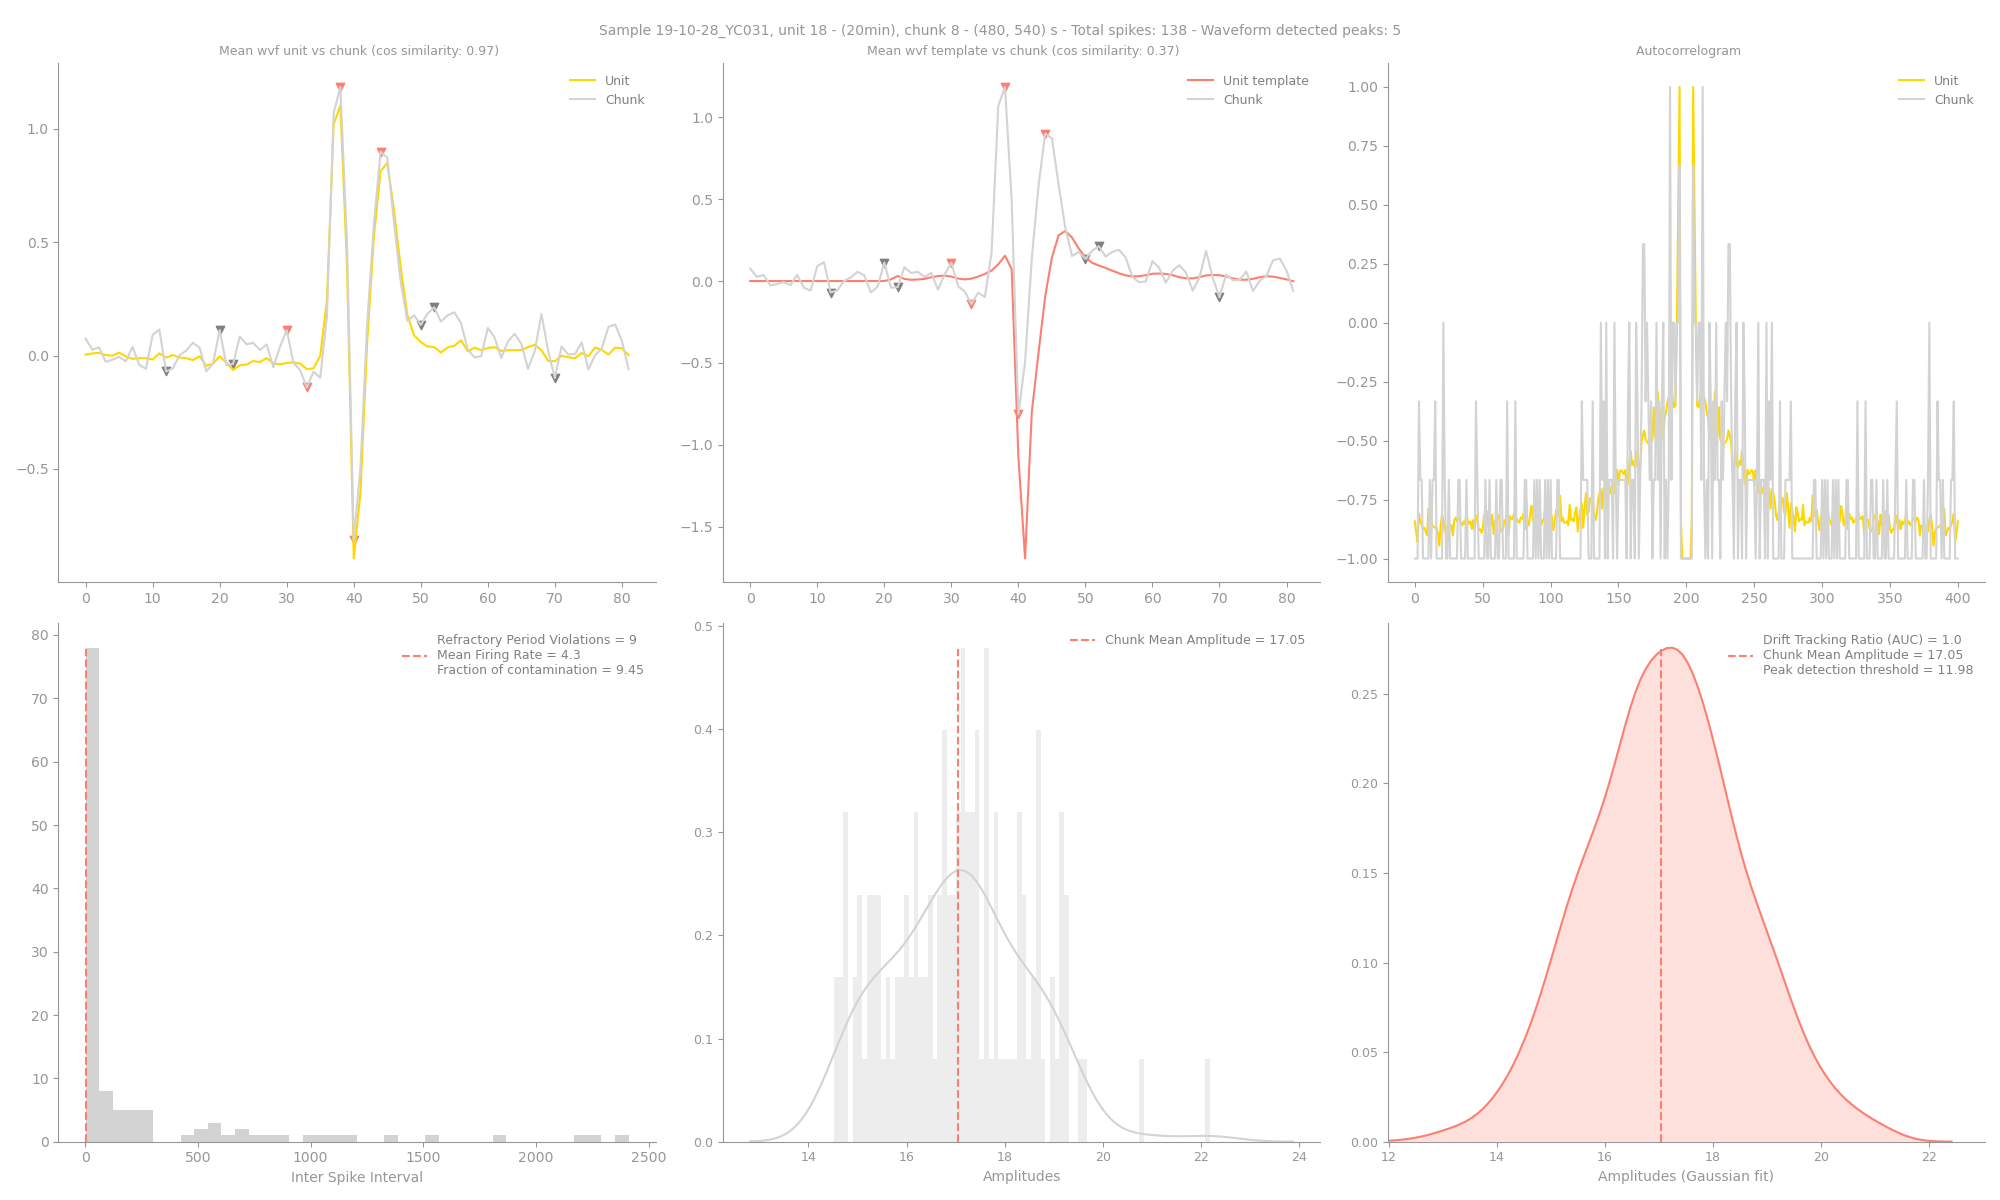 Sample 19-10-28_YC031, unit 18 - (20min), chunk 8 - (480, 540) s - Total spikes: 138 - Waveform detected peaks: 5
Mean wvf unit vs chunk (cos similarity: 0.97)
Unit
Chunk
1.0
0.5
0.0
−0.5
0 10 20 30 40 50 60 70 80
Mean wvf template vs chunk (cos similarity: 0.37)
Unit template
Chunk
1.0
0.5
0.0
−0.5
−1.0
−1.5
0 10 20 30 40 50 60 70 80
Autocorrelogram
Unit
Chunk
1.00
0.75
0.50
0.25
0.00
−0.25
−0.50
−0.75
−1.00
0 50 100 150 200 250 300 350 400
Refractory Period Violations = 9
Mean Firing Rate = 4.3
Fraction of contamination = 9.45
80
70
60
50
40
30
20
10
0
0 500 1000 1500 2000 2500
Inter Spike Interval
Chunk Mean Amplitude = 17.05
0.5
0.4
0.3
0.2
0.1
0.0
14 16 18 20 22 24
Amplitudes
Drift Tracking Ratio (AUC) = 1.0
Chunk Mean Amplitude = 17.05
Peak detection threshold = 11.98
0.25
0.20
0.15
0.10
0.05
0.00
12 14 16 18 20 22
Amplitudes (Gaussian fit)